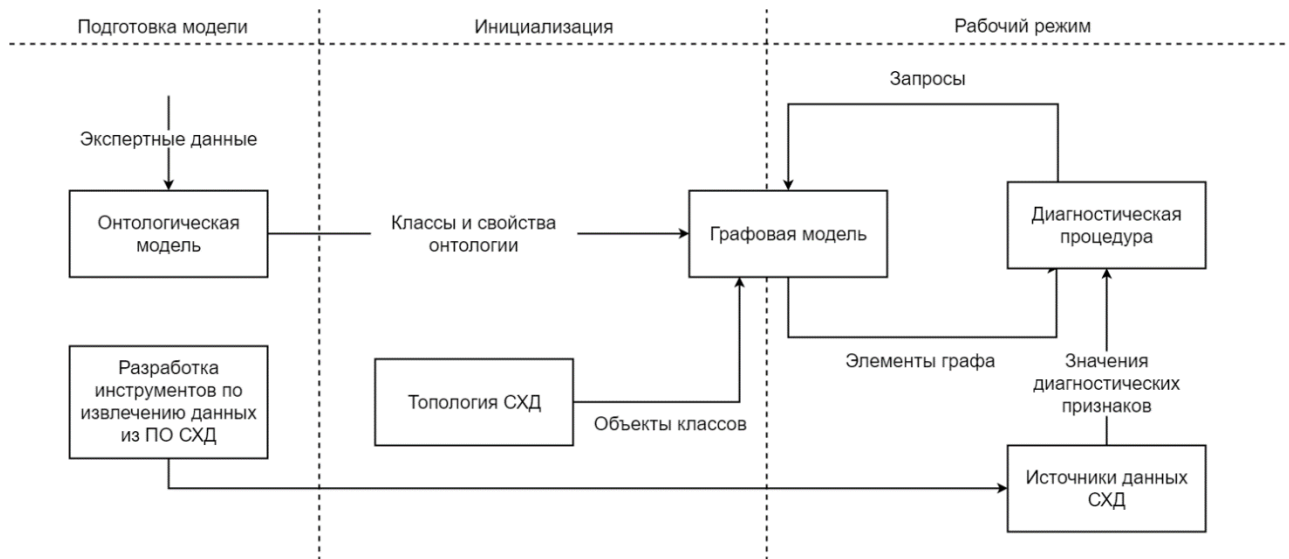 Подготовка модели
Инициализация
Рабочий режим
Запросы
Экспертные данные
Онтологическая
модель
Классы и свойства
онтологии
Графовая модель
Диагностическая
процедура
Разработка
инструментов по
извлечению данных
из ПО СХД
Топология СХД
Объекты классов
Элементы графа
Значения
диагностических
признаков
Источники данных
СХД